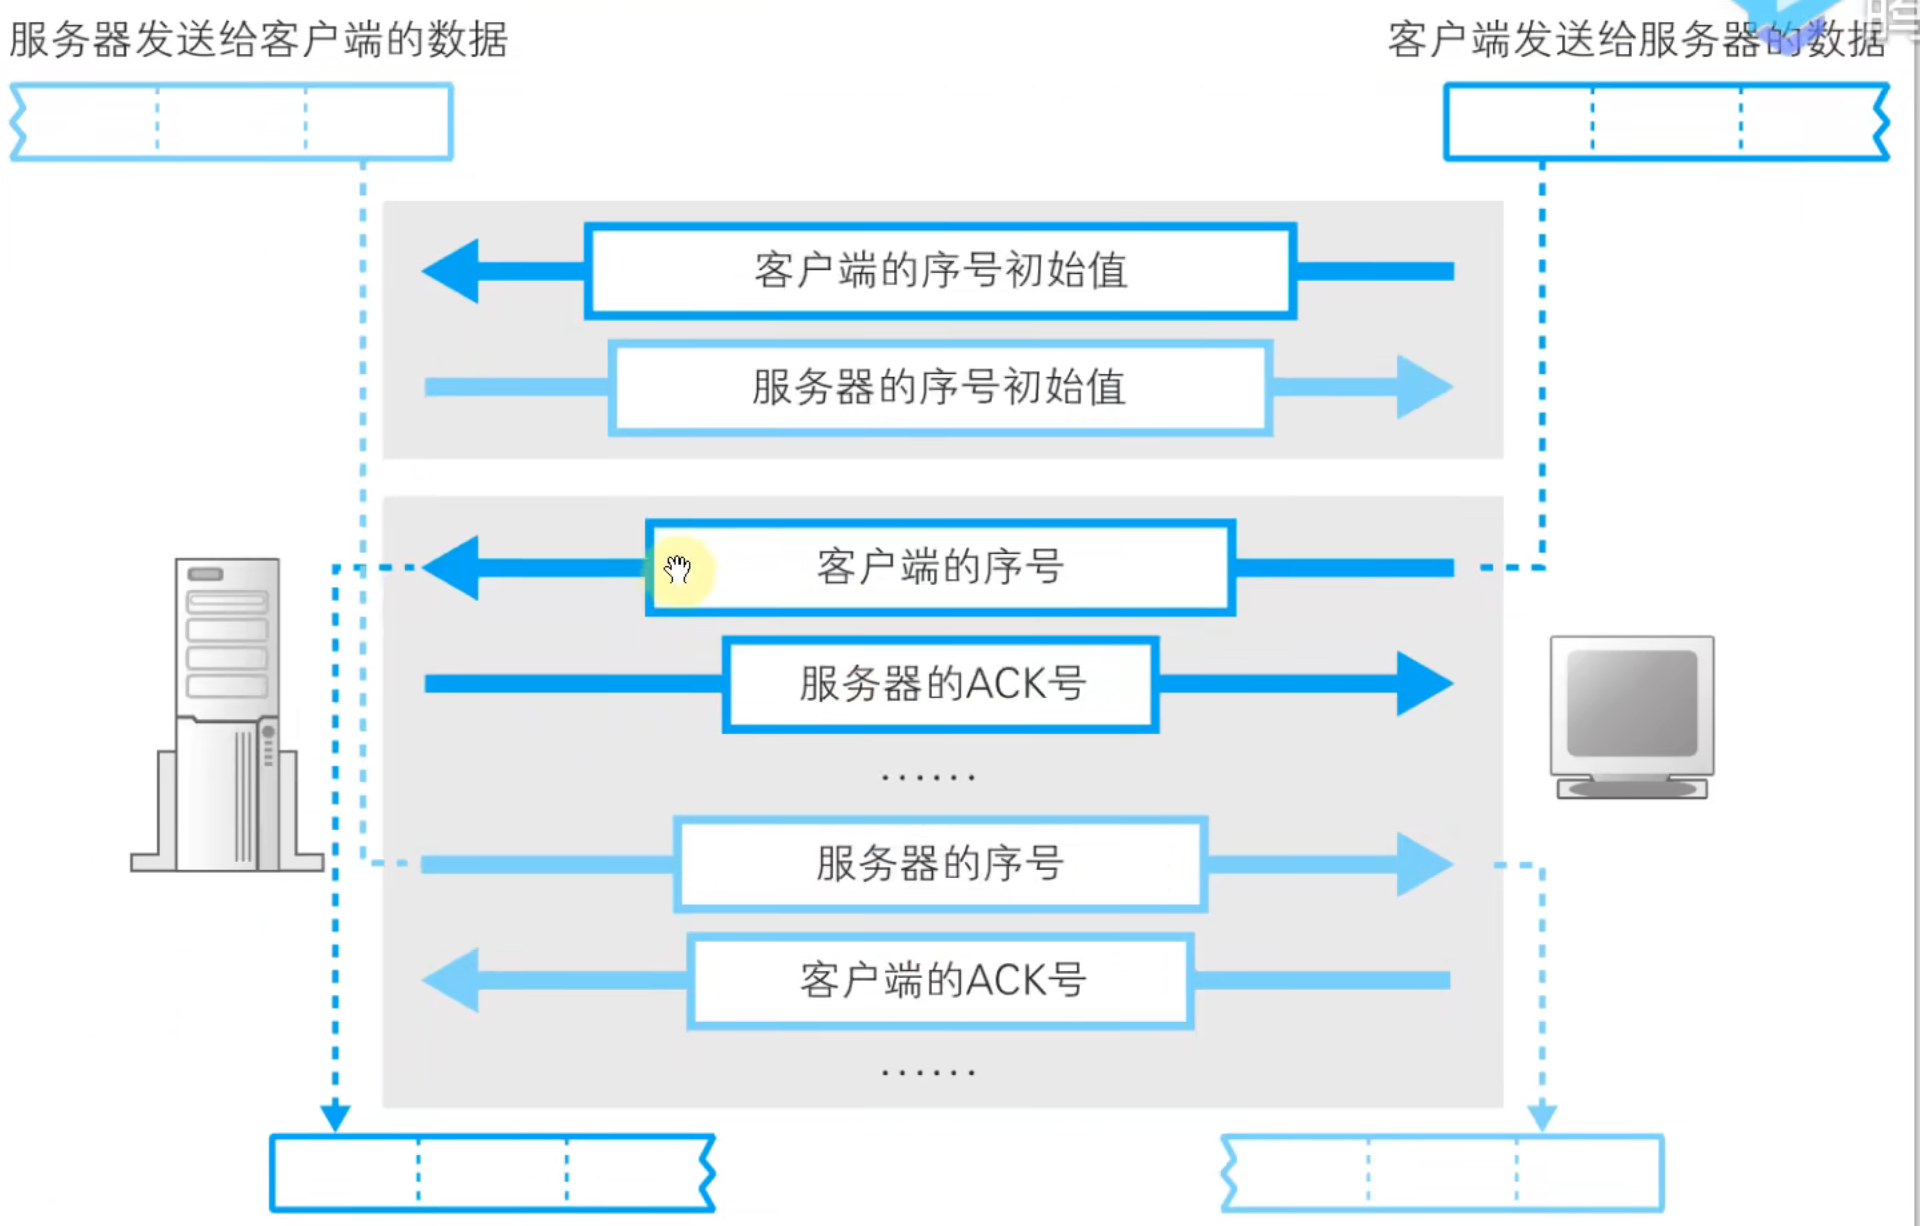 服务器发送给客户端的数据
客户端发送给服务器的数据
客户端的序号初始值
服务器的序号初始值
客户端的序号
服务器的ACK号
······
服务器的序号
客户端的ACK号
······